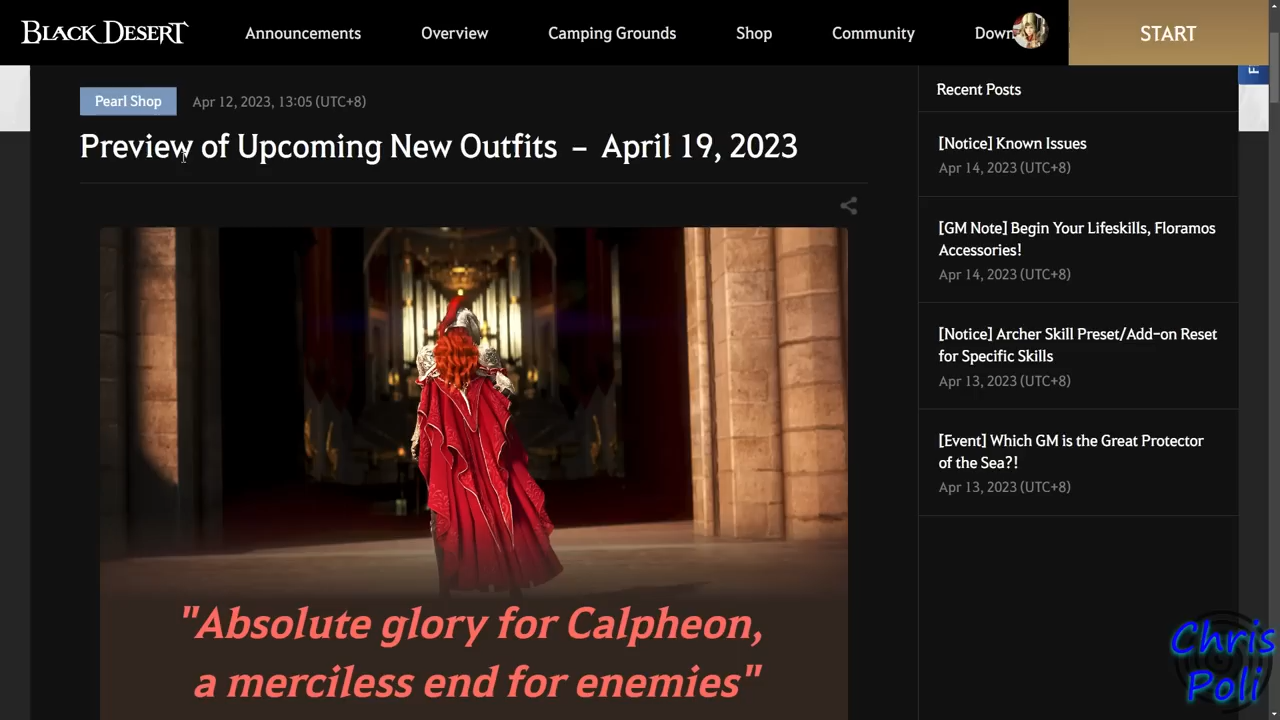 BLACK DESERT
Announcements
Overview
Camping Grounds
Shop
Community
Down
START
Pearl Shop
Apr 12, 2023, 13:05 (UTC+8)
Preview of Upcoming New Outfits – April 19, 2023
"Absolute glory for Calpheon,
a merciless end for enemies"
Recent Posts
[Notice] Known Issues
Apr 14, 2023 (UTC+8)
[GM Note] Begin Your Lifeskills, Floramos
Accessories!
Apr 14, 2023 (UTC+8)
[Notice] Archer Skill Preset/Add-on Reset
for Specific Skills
Apr 13, 2023 (UTC+8)
[Event] Which GM is the Great Protector
of the Sea?!
Apr 13, 2023 (UTC+8)
Chris
Poli